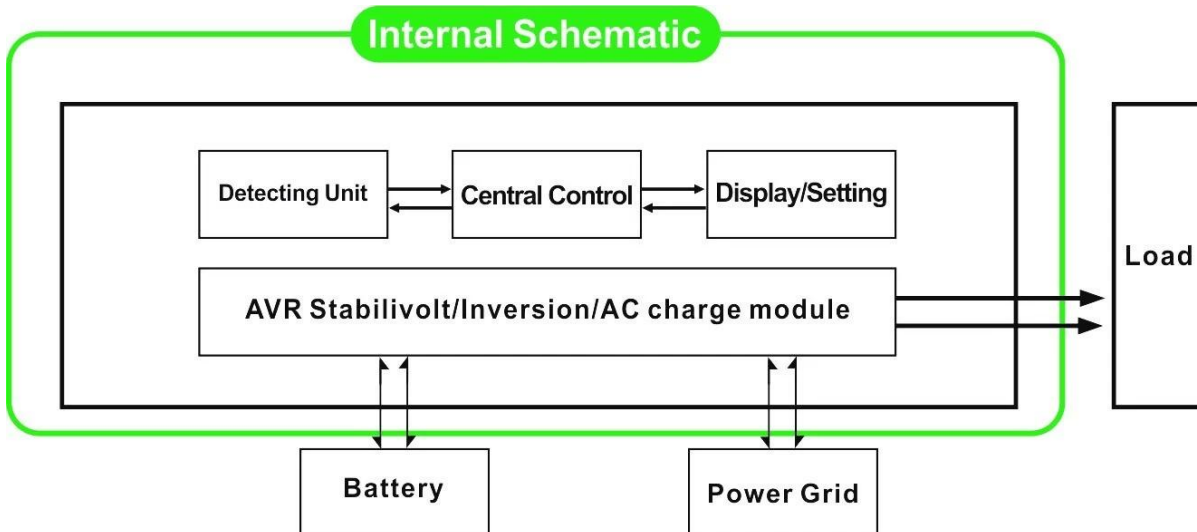 Internal Schematic
Detecting Unit
Central Control
Display/Setting
Load
AVR Stabilivolt/Inversion/AC charge module
Battery
Power Grid